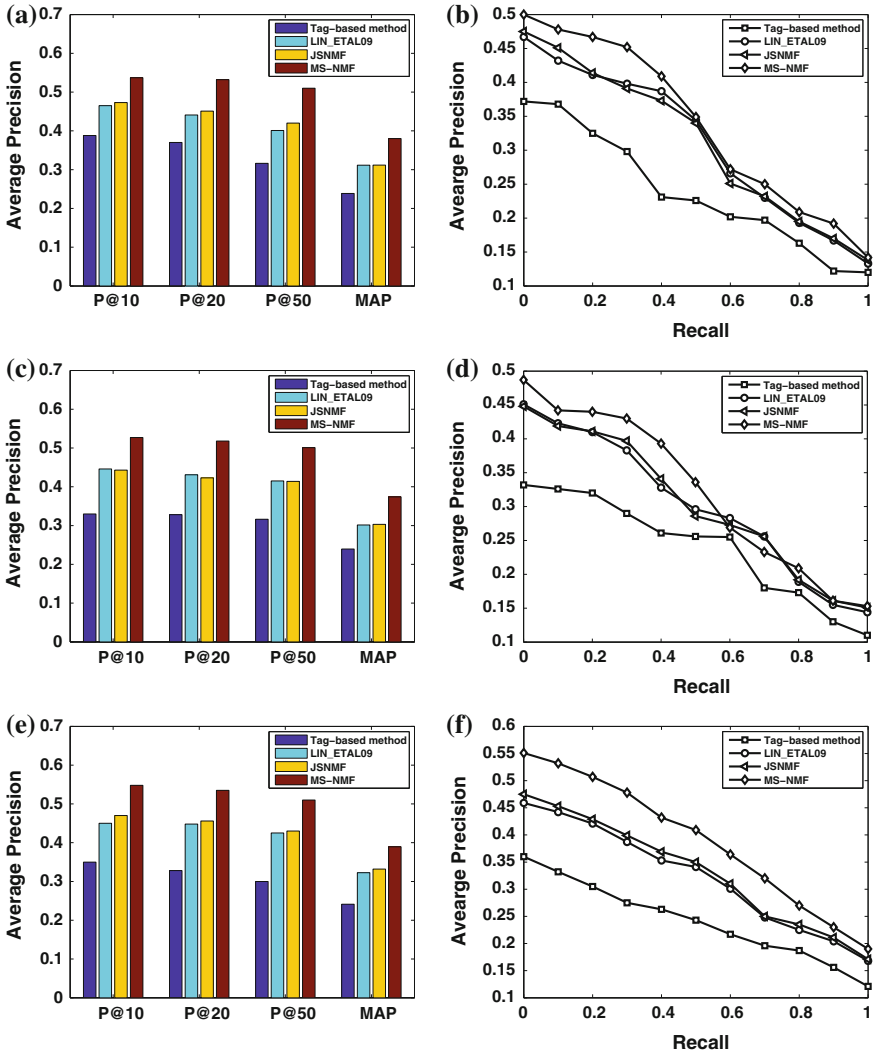 (a)
0.7
0.6
0.5
0.4
0.3
0.2
0.1
0
Average Precision
P@10 P@20 P@50 MAP
Tag-based method
LIN_ETAL09
JSNMF
MS-NMF
(b)
0.5
0.45
0.4
0.35
0.3
0.25
0.2
0.15
0.1
Avearge Precision
0 0.2 0.4 0.6 0.8 1
Recall
Tag-based method
LIN_ETAL09
JSNMF
MS-NMF
(c)
0.7
0.6
0.5
0.4
0.3
0.2
0.1
0
Average Precision
P@10 P@20 P@50 MAP
Tag-based method
LIN_ETAL09
JSNMF
MS-NMF
(d)
0.5
0.45
0.4
0.35
0.3
0.25
0.2
0.15
0.1
Avearge Precision
0 0.2 0.4 0.6 0.8 1
Recall
Tag-based method
LIN_ETAL09
JSNMF
MS-NMF
(e)
0.7
0.6
0.5
0.4
0.3
0.2
0.1
0
Average Precision
P@10 P@20 P@50 MAP
Tag-based method
LIN_ETAL09
JSNMF
MS-NMF
(f)
0.6
0.55
0.5
0.45
0.4
0.35
0.3
0.25
0.2
0.15
0.1
Avearge Precision
0 0.2 0.4 0.6 0.8 1
Recall
Tag-based method
LIN_ETAL09
JSNMF
MS-NMF